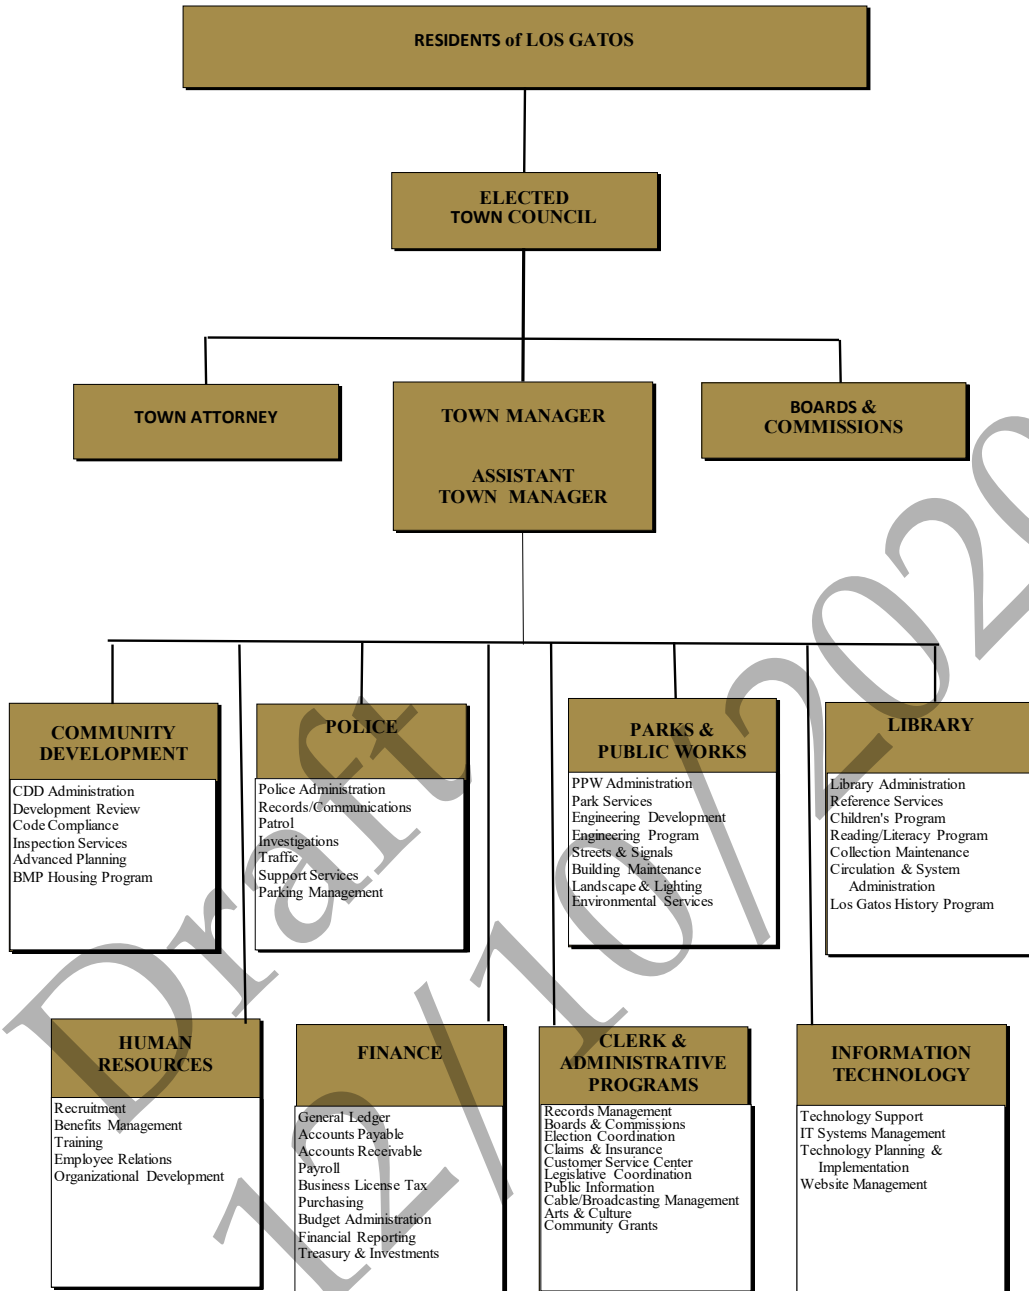 RESIDENTS of LOS GATOS
ELECTED
TOWN COUNCIL
TOWN ATTORNEY
TOWN MANAGER
ASSISTANT
TOWN MANAGER
BOARDS &
COMMISSIONS
COMMUNITY
DEVELOPMENT
CDD Administration
Development Review
Code Compliance
Inspection Services
Advanced Planning
BMP Housing Program
POLICE
Police Administration
Records/Communications
Patrol
Investigations
Traffic
Support Services
Parking Management
PARKS &
PUBLIC WORKS
PPW Administration
Park Services
Engineering Development
Engineering Program
Streets & Signals
Building Maintenance
Landscape & Lighting
Environmental Services
LIBRARY
Library Administration
Reference Services
Children's Program
Reading/Literacy Program
Collection Maintenance
Circulation & System
Administration
Los Gatos History Program
HUMAN
RESOURCES
Recruitment
Benefits Management
Training
Employee Relations
Organizational Development
FINANCE
General Ledger
Accounts Payable
Accounts Receivable
Payroll
Business License Tax
Purchasing
Budget Administration
Financial Reporting
Treasury & Investments
CLERK &
ADMINISTRATIVE
PROGRAMS
Records Management
Boards & Commissions
Election Coordination
Claims & Insurance
Customer Service Center
Legislative Coordination
Public Information
Cable/Broadcasting Management
Arts & Culture
Community Grants
INFORMATION
TECHNOLOGY
Technology Support
IT Systems Management
Technology Planning &
Implementation
Website Management
Draft
12/10/2020